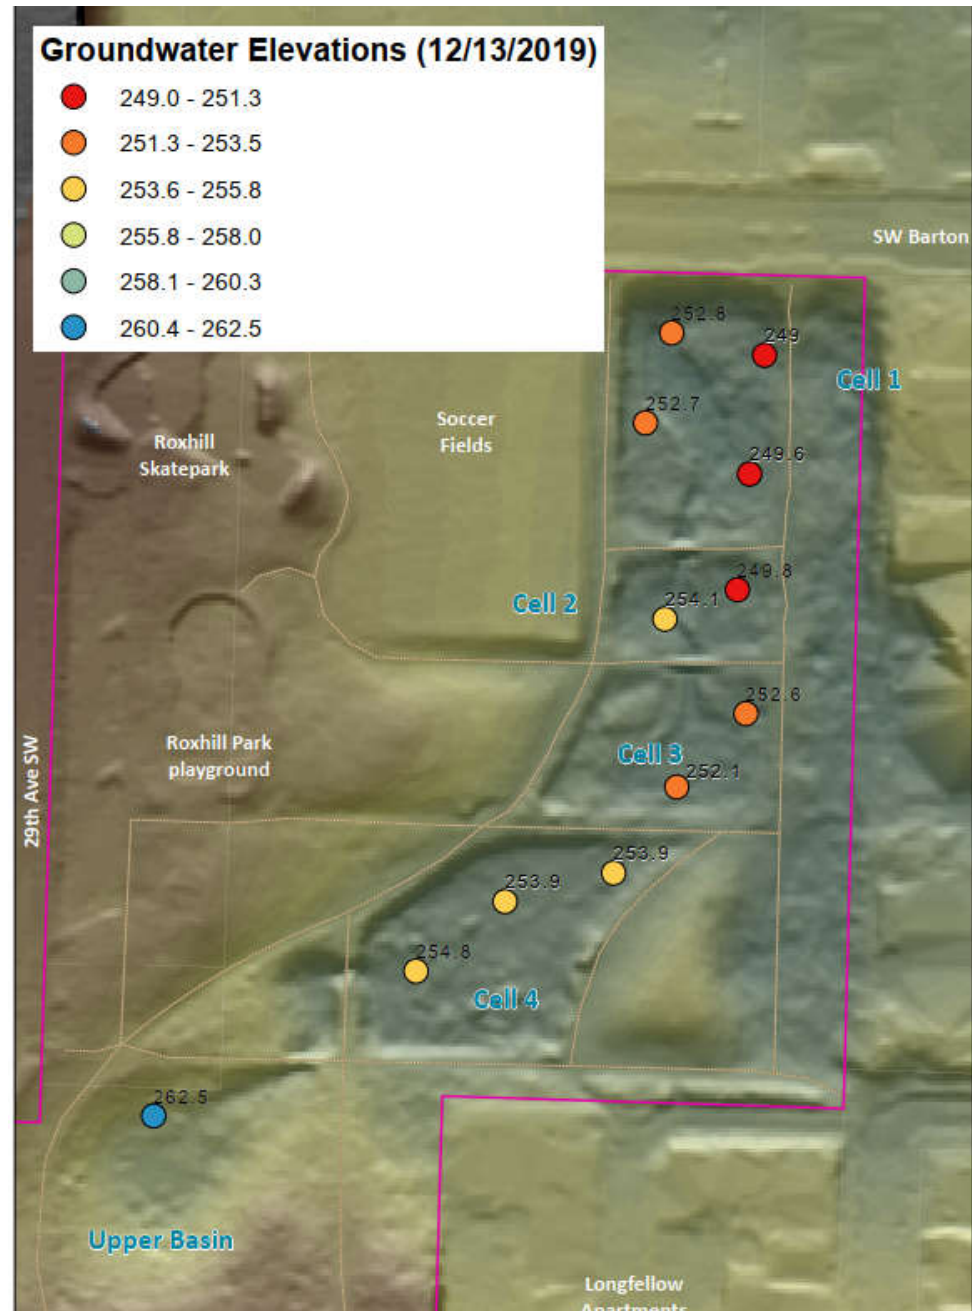 Groundwater Elevations (12/13/2019)
249.0 - 251.3
251.3 - 253.5
253.6 - 255.8
255.8 - 258.0
258.1 - 260.3
260.4 - 262.5
SW Barton
252.8
249
Cell 1
252.7
Soccer
Fields
Roxhill
Skatepark
249.6
249.8
Cell 2
254.1
252.6
Roxhill Park
playground
Cell 3
252.1
29th Ave SW
253.9
253.9
254.8
Cell 4
262.5
Upper Basin
Longfellow
Apartments